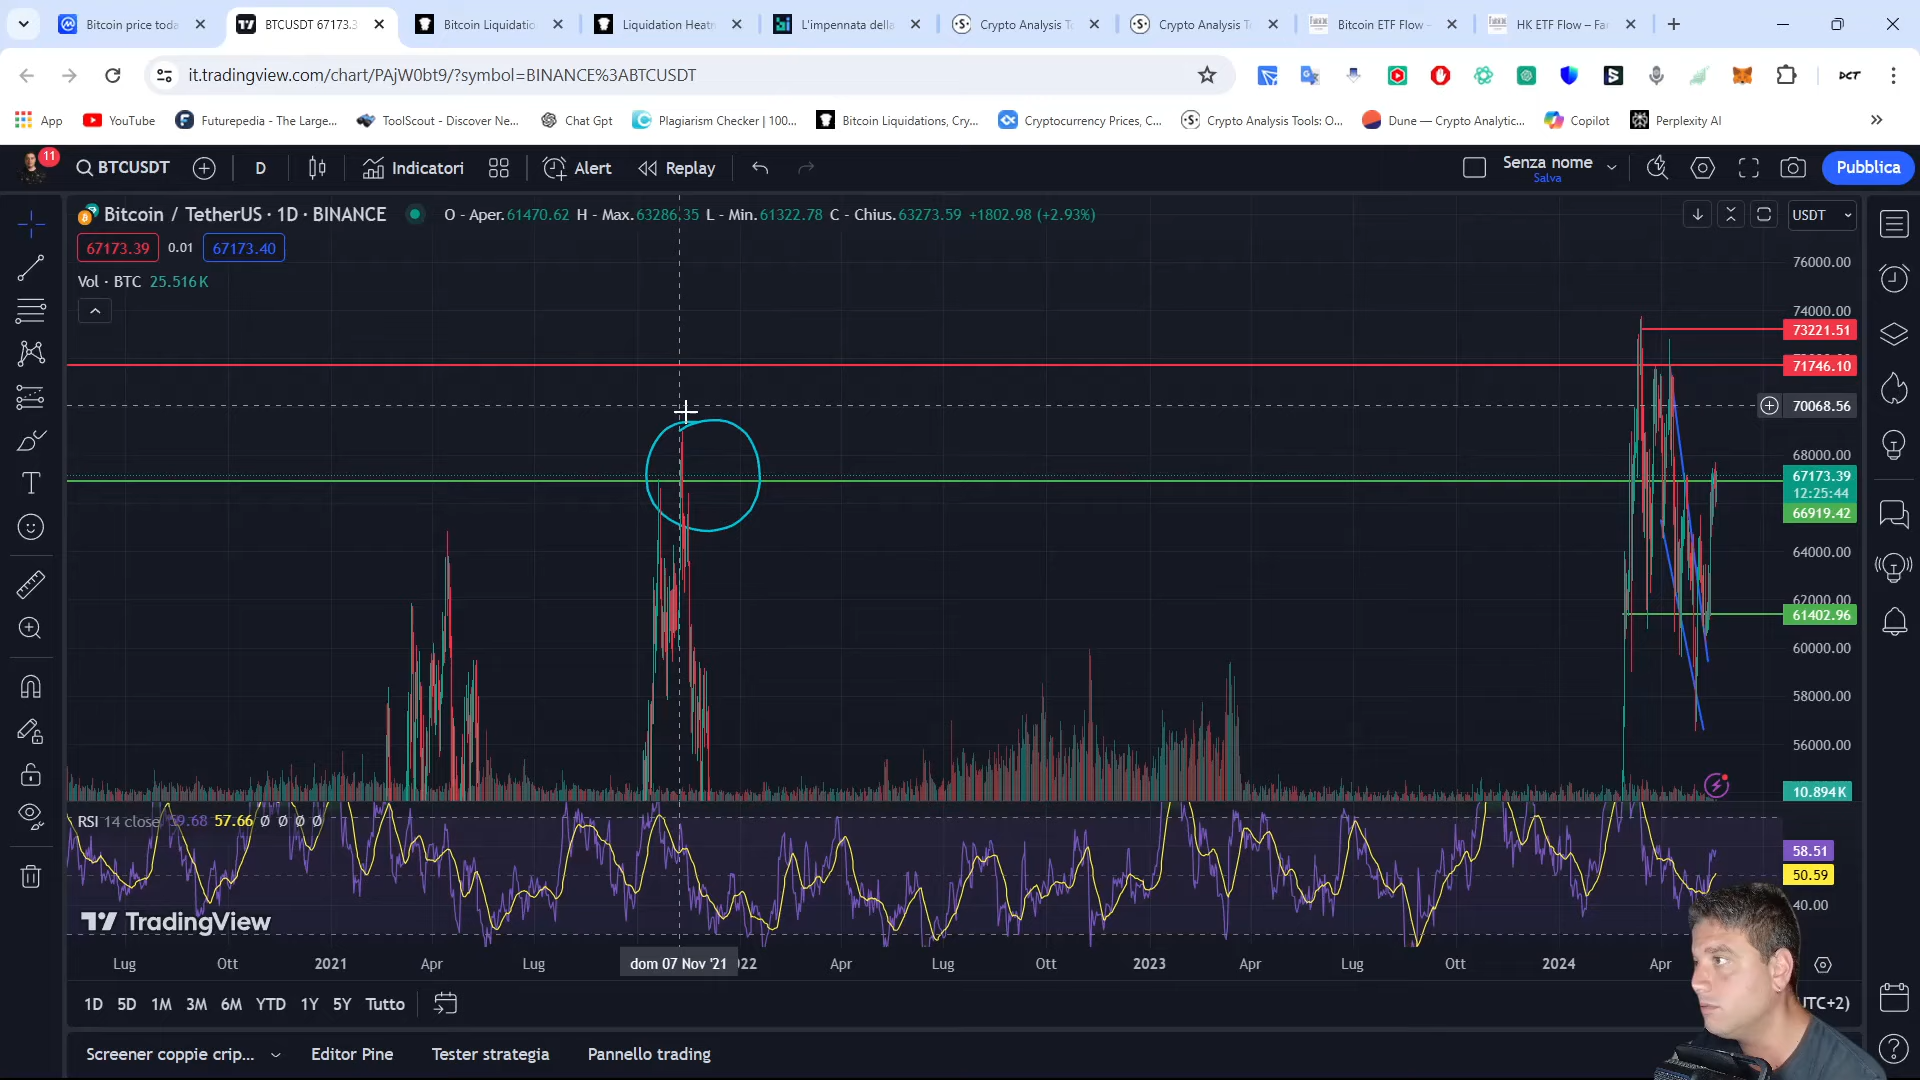 Bitcoin price toda
BTCUSDT 67173.3
Bitcoin Liquidatio
Liquidation Heatm
L'impennata della
Crypto Analysis To
Crypto Analysis To
Bitcoin ETF Flow –
HK ETF Flow – Far
it.tradingview.com/chart/PAjW0bt9/?symbol=BINANCE%3ABTCUSDT
App
YouTube
Futurepedia - The Large...
ToolScout - Discover Ne...
Chat Gpt
Plagiarism Checker | 100...
Bitcoin Liquidations, Cry...
Cryptocurrency Prices, C...
Crypto Analysis Tools: O...
Dune — Crypto Analytic...
Copilot
Perplexity AI
11
BTCUSDT
D
Indicatori
Alert
Replay
Senza nome
Salva
Pubblica
Bitcoin / TetherUS · 1D · BINANCE
O - Aper.61470.62 H - Max.63286.35 L - Min.61322.78 C - Chius.63273.59 +1802.98 (+2.93%)
USDT
67173.39
0.01
67173.40
Vol · BTC 25.516K
76000.00
74000.00
73221.51
71746.10
70068.56
68000.00
67173.39
12:25:44
66919.42
64000.00
62000.00
61402.96
60000.00
58000.00
56000.00
10.894K
RSI 14 close 59.68 57.66 Ø Ø Ø Ø
58.51
50.59
40.00
TradingView
Lug
Ott
2021
Apr
Lug
dom 07 Nov '21
022
Apr
Lug
Ott
2023
Apr
Lug
Ott
2024
Apr
1D 5D 1M 3M 6M YTD 1Y 5Y Tutto
UTC+2)
Screener coppie crip...
Editor Pine
Tester strategia
Pannello trading